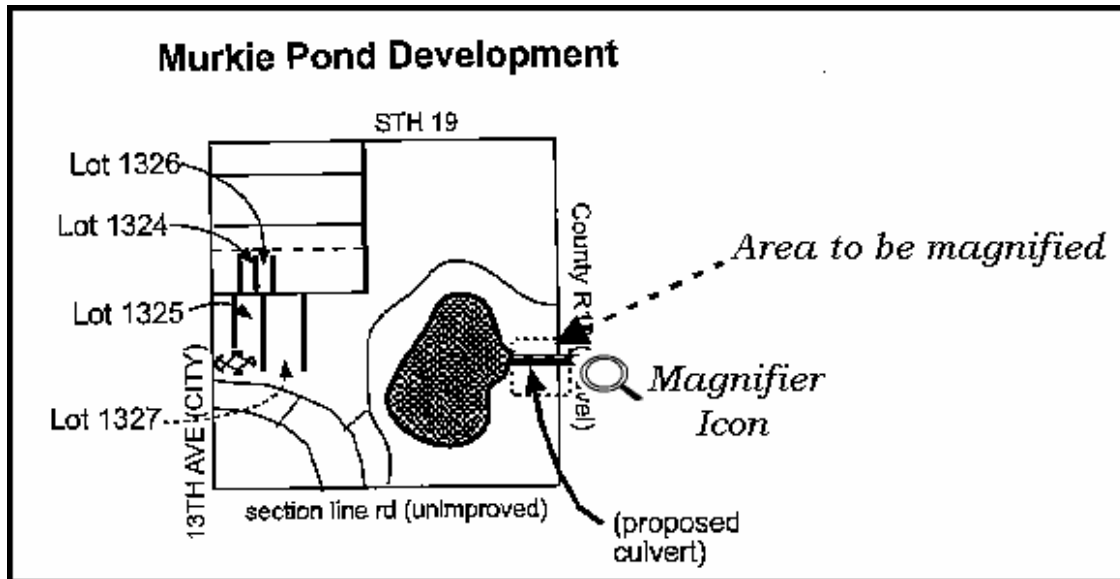 Murkie Pond Development
STH 19
Lot 1326
Lot 1324
Lot 1325
Lot 1327
13TH AVE (CITY)
County
Area to be magnified
Magnifier
Icon
section line rd (unimproved)
(proposed
culvert)